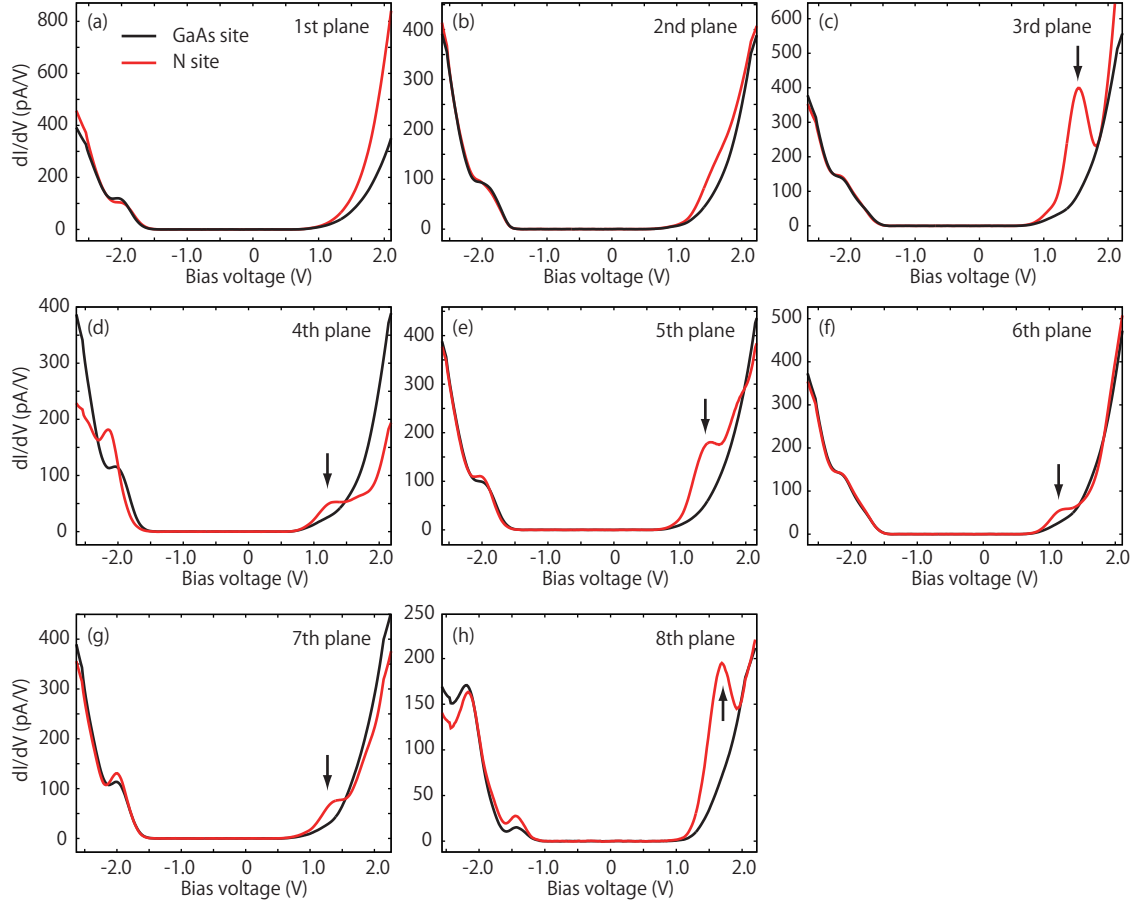 (a)
1st plane
GaAs site
N site
800
600
400
200
0
dI/dV (pA/V)
-2.0 -1.0 0 1.0 2.0
Bias voltage (V)
(b)
2nd plane
400
300
200
100
0
-2.0 -1.0 0 1.0 2.0
Bias voltage (V)
(c)
3rd plane
600
500
400
300
200
100
0
-2.0 -1.0 0 1.0 2.0
Bias voltage (V)
(d)
4th plane
400
300
200
100
0
dI/dV (pA/V)
-2.0 -1.0 0 1.0 2.0
Bias voltage (V)
(e)
5th plane
400
300
200
100
0
-2.0 -1.0 0 1.0 2.0
Bias voltage (V)
(f)
6th plane
500
400
300
200
100
0
-2.0 -1.0 0 1.0 2.0
Bias voltage (V)
(g)
7th plane
400
300
200
100
0
dI/dV (pA/V)
-2.0 -1.0 0 1.0 2.0
Bias voltage (V)
(h)
8th plane
250
200
150
100
50
0
-2.0 -1.0 0 1.0 2.0
Bias voltage (V)